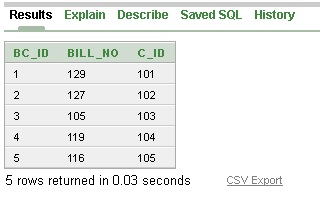 Results Explain Describe Saved SQL History
BC_ID BILL_NO C_ID
1 129 101
2 127 102
3 105 103
4 119 104
5 116 105
5 rows returned in 0.03 seconds CSV Export